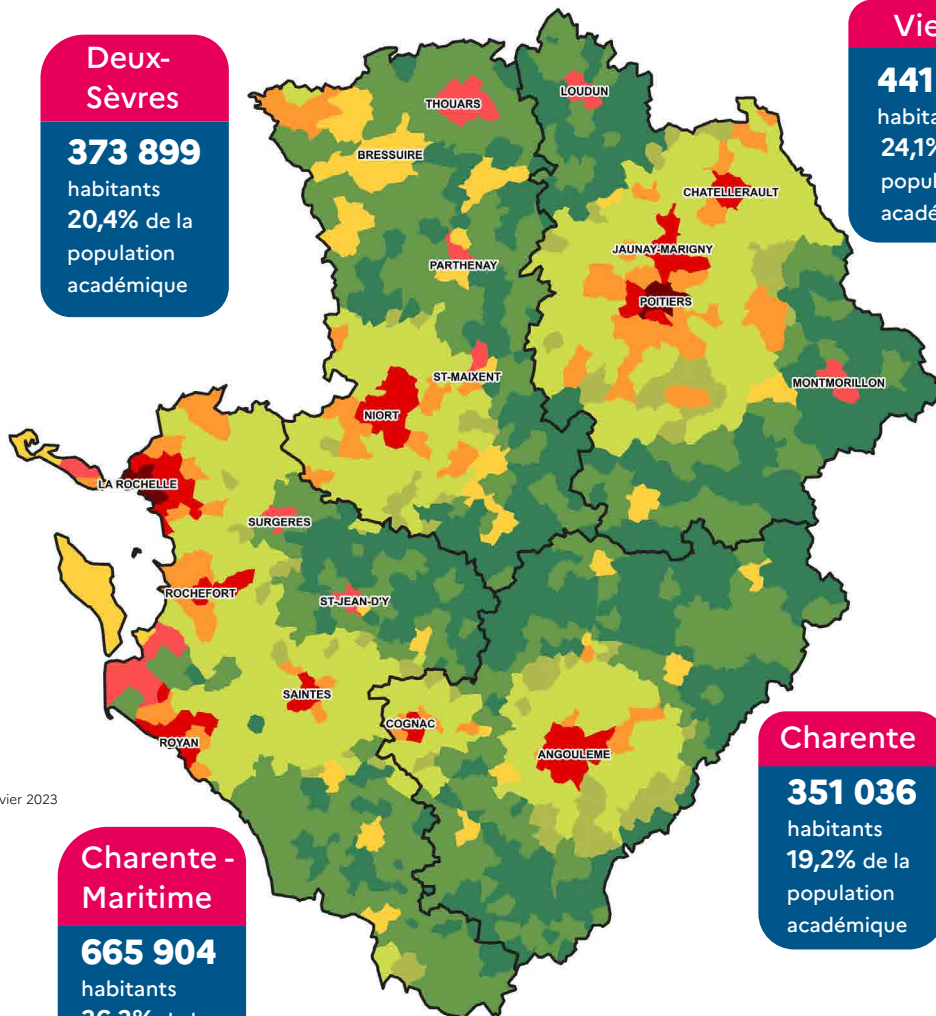 Deux-
Sèvres
373 899
habitants
20,4% de la
population
académique
Vie
441
habita
24,1%
popul
acadé
THOUARS
LOUDUN
BRESSUIRE
CHATELLERAULT
JAUNAY-MARIGNY
PARTHENAY
POITIERS
ST-MAIXENT
MONTMORILLON
NIORT
LA ROCHELLE
SURGERES
ROCHEFORT
ST-JEAN-D'Y
SAINTES
COGNAC
ROYAN
ANGOULEME
vier 2023
Charente
351 036
habitants
19,2% de la
population
académique
Charente -
Maritime
665 904
habitants